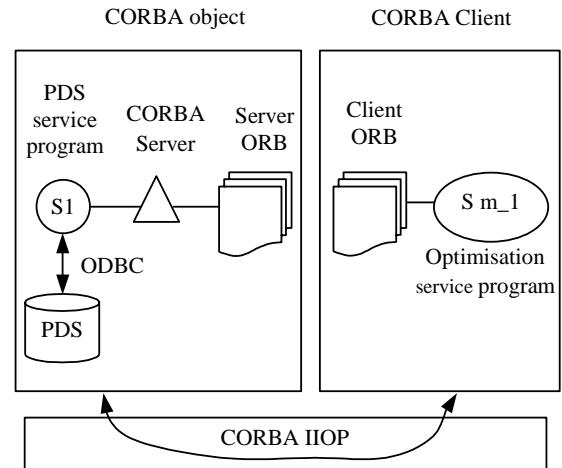 CORBA object
CORBA Client
PDS
service
program
CORBA
Server
Server
ORB
Client
ORB
S1
S m_1
ODBC
Optimisation
service program
PDS
CORBA IIOP